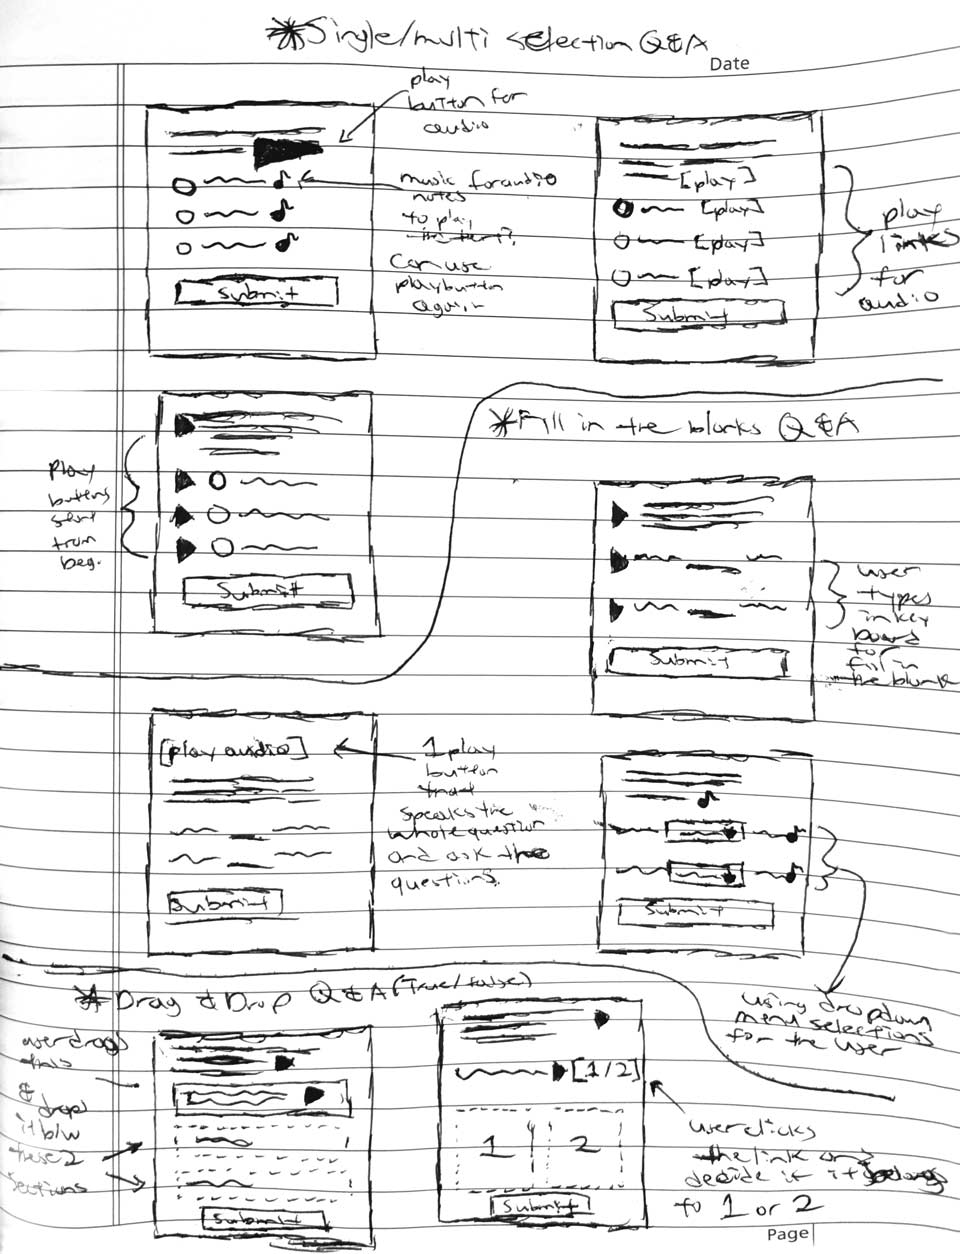 *Single/multi selection Q&A
Date
play
button for
audio
music for audio
notes
to play
this item?
Can use
play button
again
Submit
[play]
[play]
[play]
[play]
Submit
play
links
for
audio
Play
buttons
start
from
beg.
Submit
*Fill in the blanks Q&A
Submit
user
types
in key
board
for
fill in
the blank
[play audio]
Submit
1 play
button
that
speaks the
whole question
and ask the
questions.
Submit
using dropdown
menu selections
for the user
*Drag & Drop Q&A (True/false)
user drags
this
&
drops
it b/w
these 2
sections
Submit
[1/2]
1 2
Submit
user clicks
the link and
decide if it belongs
to 1 or 2
Page